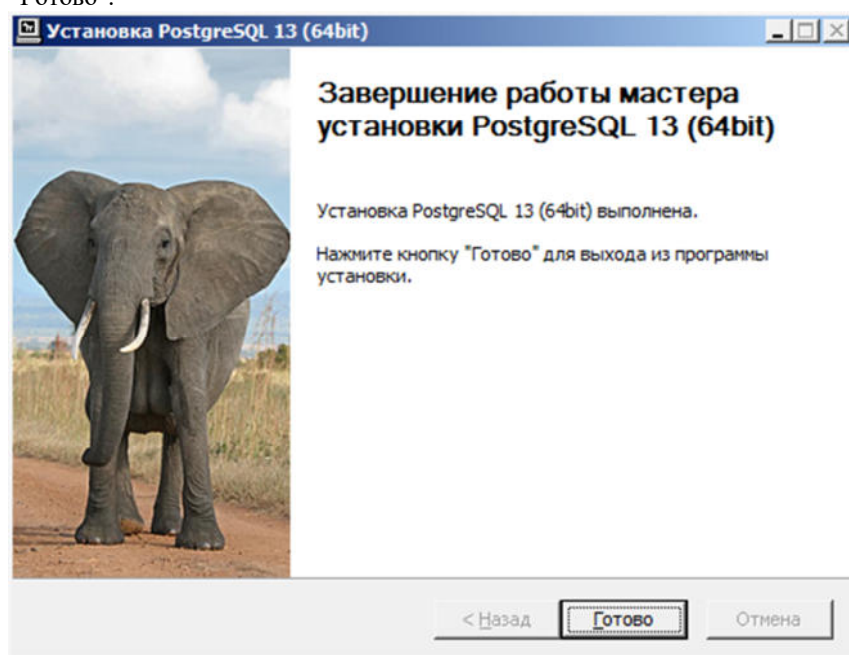 "Готово".
Установка PostgreSQL 13 (64bit)
Завершение работы мастера
установки PostgreSQL 13 (64bit)
Установка PostgreSQL 13 (64bit) выполнена.
Нажмите кнопку "Готово" для выхода из программы
установки.
< Назад Готово Отмена